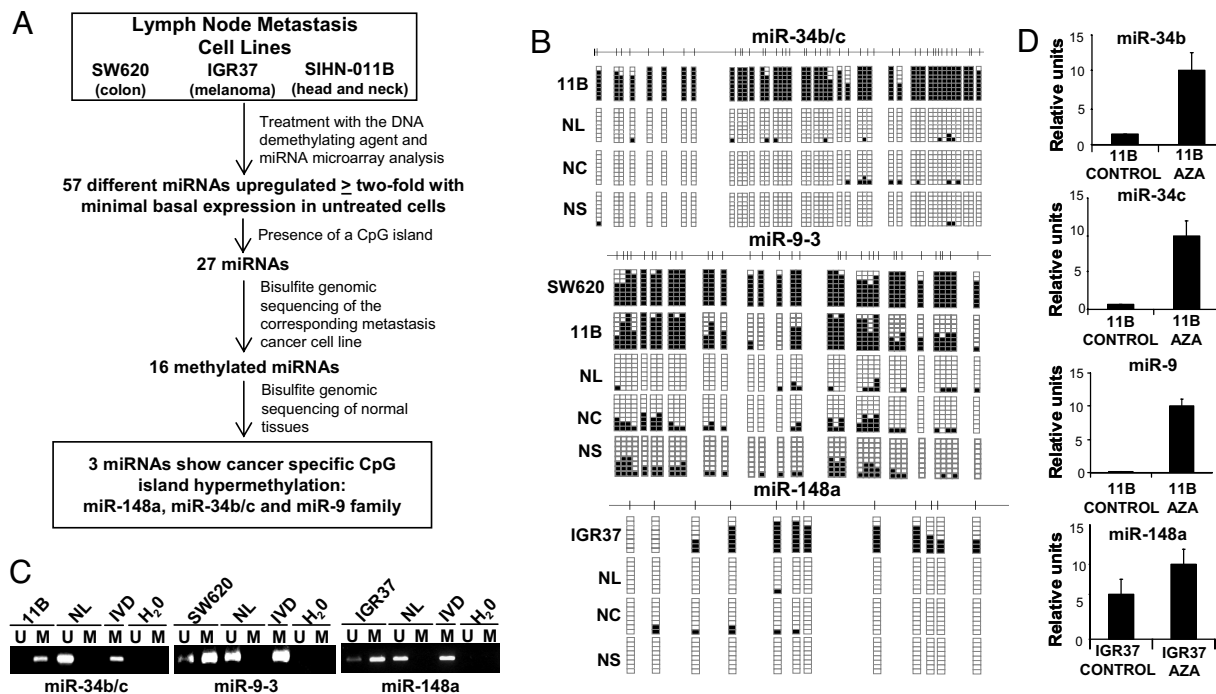 A
Lymph Node Metastasis
Cell Lines
SW620 IGR37 SIHN-011B
(colon) (melanoma) (head and neck)
Treatment with the DNA
demethylating agent and
miRNA microarray analysis
57 different miRNAs upregulated ≥ two-fold with
minimal basal expression in untreated cells
Presence of a CpG island
27 miRNAs
Bisulfite genomic
sequencing of the
corresponding metastasis
cancer cell line
16 methylated miRNAs
Bisulfite genomic
sequencing of normal
tissues
3 miRNAs show cancer specific CpG
island hypermethylation:
miR-148a, miR-34b/c and miR-9 family
B
miR-34b/c
11B
NL
NC
NS
miR-9-3
SW620
11B
NL
NC
NS
miR-148a
IGR37
NL
NC
NS
C
11B NL IVD H20
U M U M M U M
miR-34b/c
SW620 NL IVD H20
U M U M M U M
miR-9-3
IGR37 NL IVD H20
U M U M M U M
miR-148a
D
miR-34b
Relative units
15
10
5
0
11B CONTROL
11B AZA
miR-34c
Relative units
15
10
5
0
11B CONTROL
11B AZA
miR-9
Relative units
15
10
5
0
11B CONTROL
11B AZA
miR-148a
Relative units
15
10
5
0
IGR37 CONTROL
IGR37 AZA